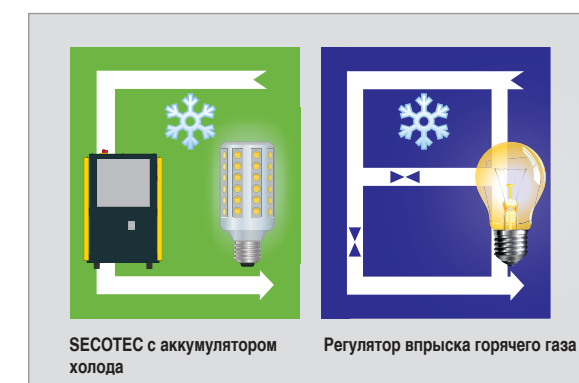 SECOTEC с аккумулятором
холода
Регулятор впрыска горячего газа